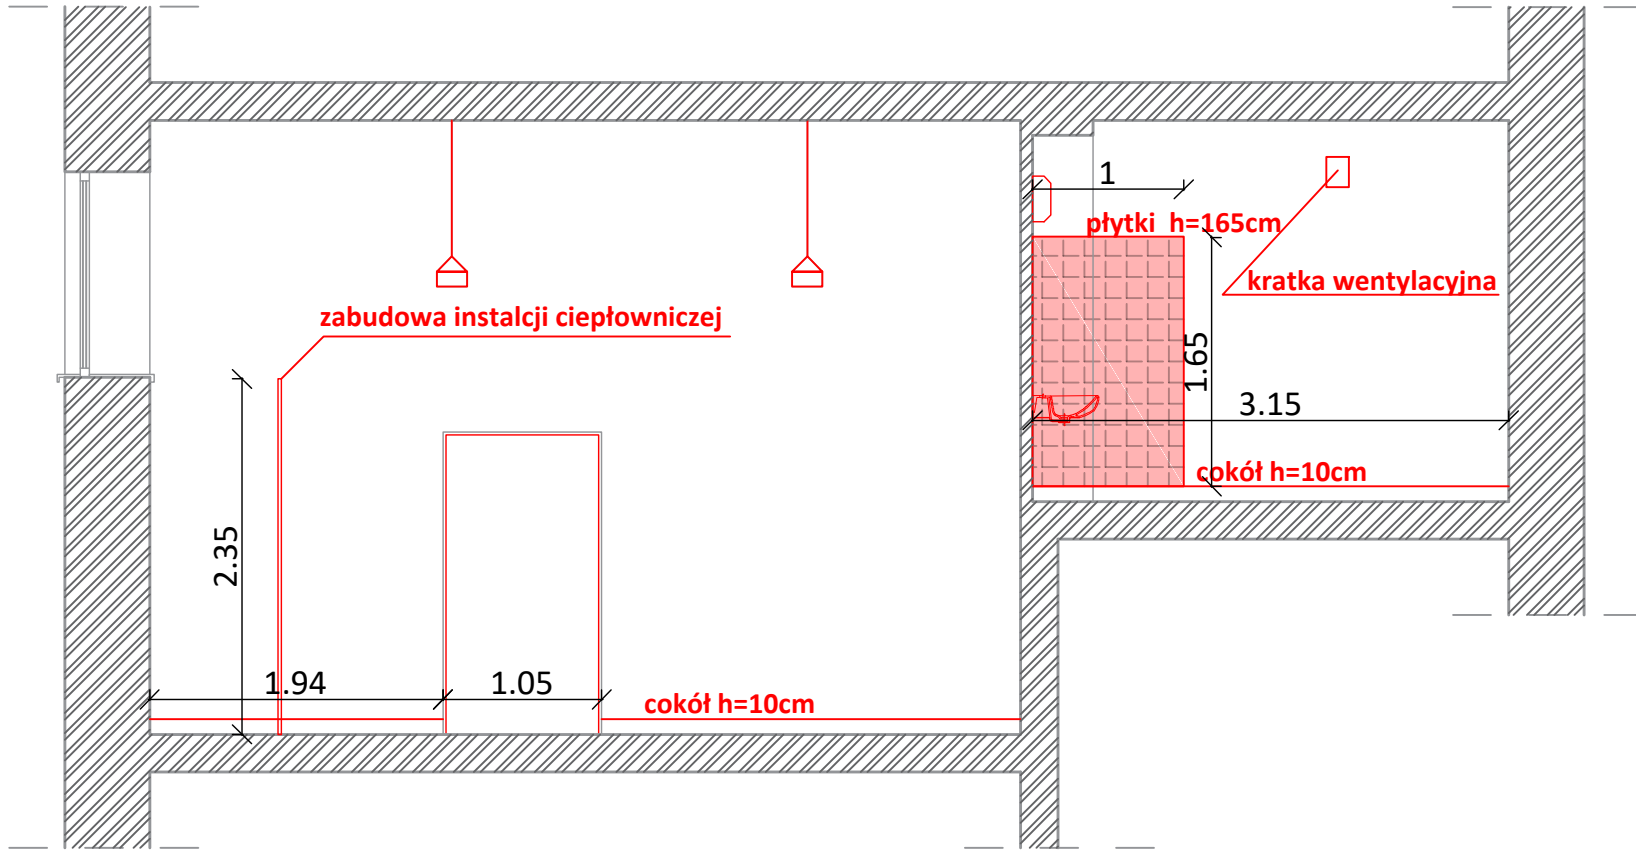 1
płytki  h=165cm
kratka wentylacyjna
zabudowa instalcji ciepłowniczej
1.65
3.15
cokół h=10cm
2.35
1.94
1.05
cokół h=10cm